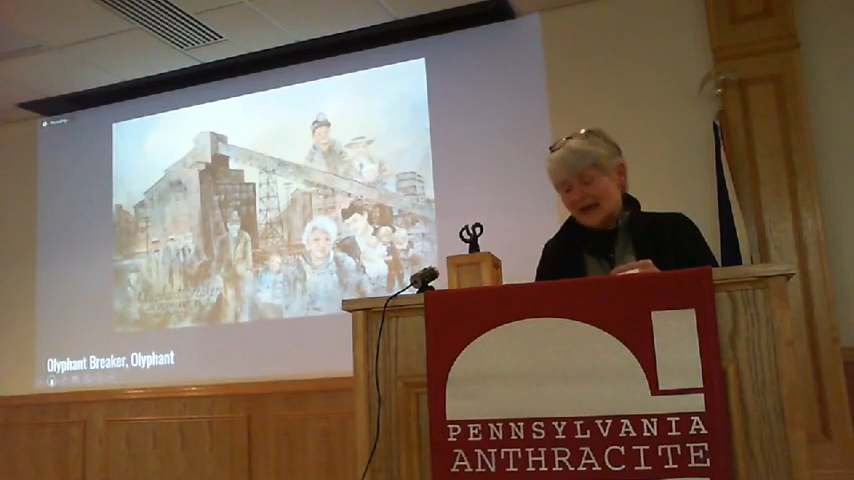 Olyphant Breaker, Olyphant
PENNSYLVANIA
ANTHRACITE